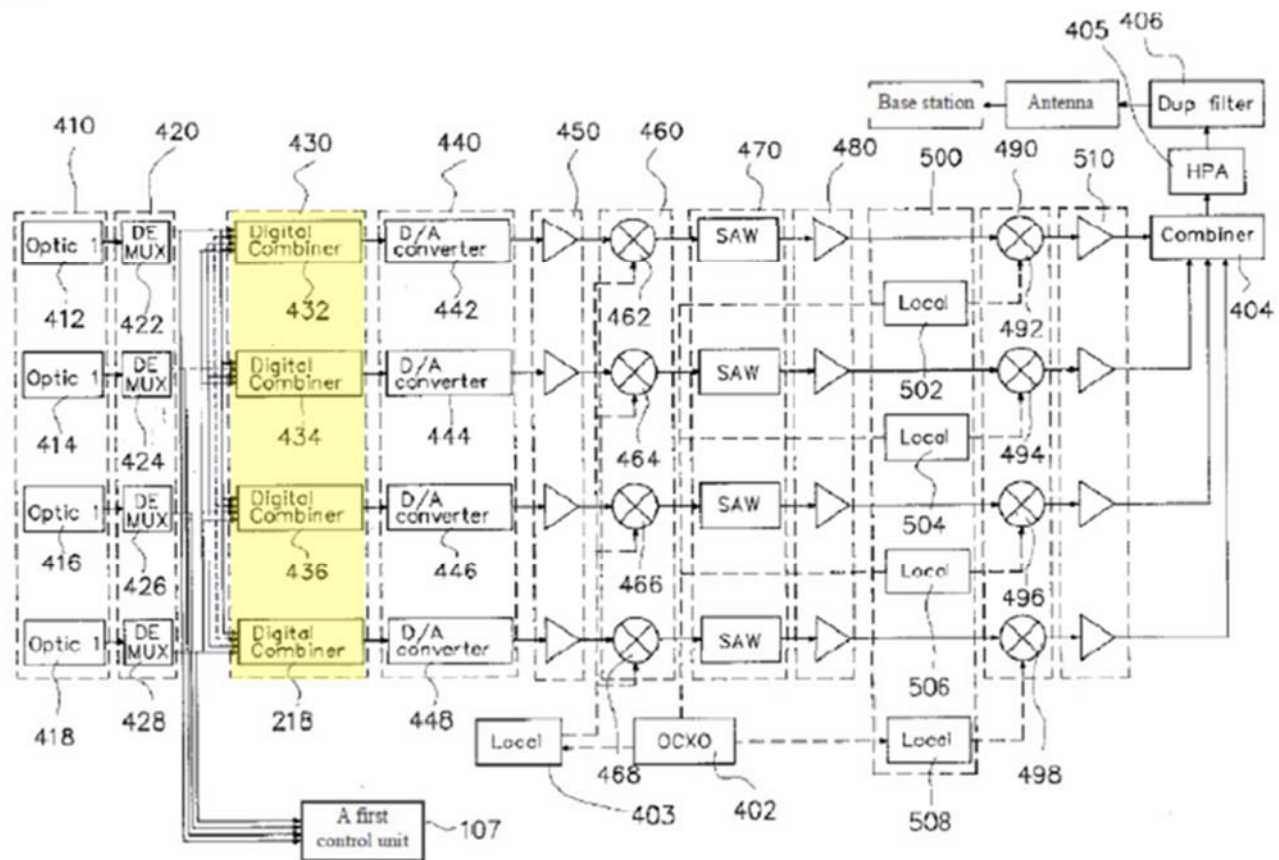 406
405
Base station
Antenna
Dup filter
410
420
430
440
450
460
470
480
500
490
510
HPA
Optic 1
DE
MUX
Digital
Combiner
D/A
converter
SAW
Combiner
412
422
432
442
462
Local
492
404
502
Optic 1
DE
MUX
Digital
Combiner
D/A
converter
SAW
414
424
434
444
464
Local
494
504
Optic 1
DE
MUX
Digital
Combiner
D/A
converter
SAW
416
426
436
446
466
Local
496
506
Optic 1
DE
MUX
Digital
Combiner
D/A
converter
SAW
418
428
218
448
468
Local
OCXO
Local
498
403
402
508
A first
control unit
107